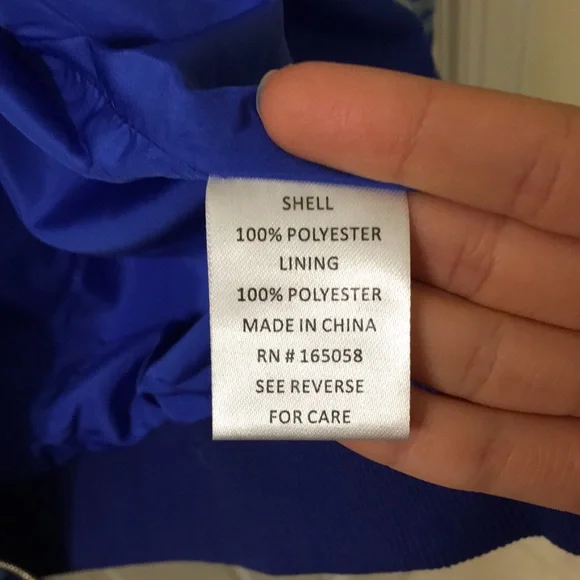 SHELL
100% POLYESTER
LINING
100% POLYESTER
MADE IN CHINA
RN # 165058
SEE REVERSE
FOR CARE